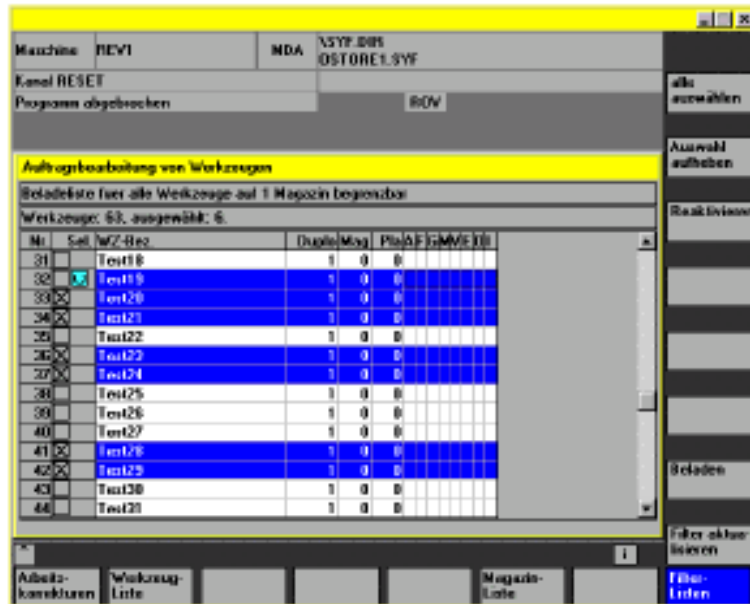 Maschine REV1 MDA \SYF.DIR
OSTORE1.SYF
Kanal RESET
Programm abgebrochen ROV
alle
auswählen
Auswahl
aufheben
Auftragsbearbeitung von Werkzeugen
Beladeliste fuer alle Werkzeuge auf 1 Magazin begrenzbar
Werkzeuge: 63, ausgewählt: 6.
Nr. Sel. WZ-Bez. Duplo Mag Pla A F G M V E
31 Test18 1 0 0
32 Test19 1 0 0
33 Test20 1 0 0
34 Test21 1 0 0
35 Test22 1 0 0
36 Test23 1 0 0
37 Test24 1 0 0
38 Test25 1 0 0
39 Test26 1 0 0
40 Test27 1 0 0
41 Test28 1 0 0
42 Test29 1 0 0
43 Test30 1 0 0
44 Test31 1 0 0
Beladen
Filter aktua-
lisieren
i
Arbeits-
korrekturen
Werkzeug-
Liste
Magazin-
Liste
Filter-
Listen